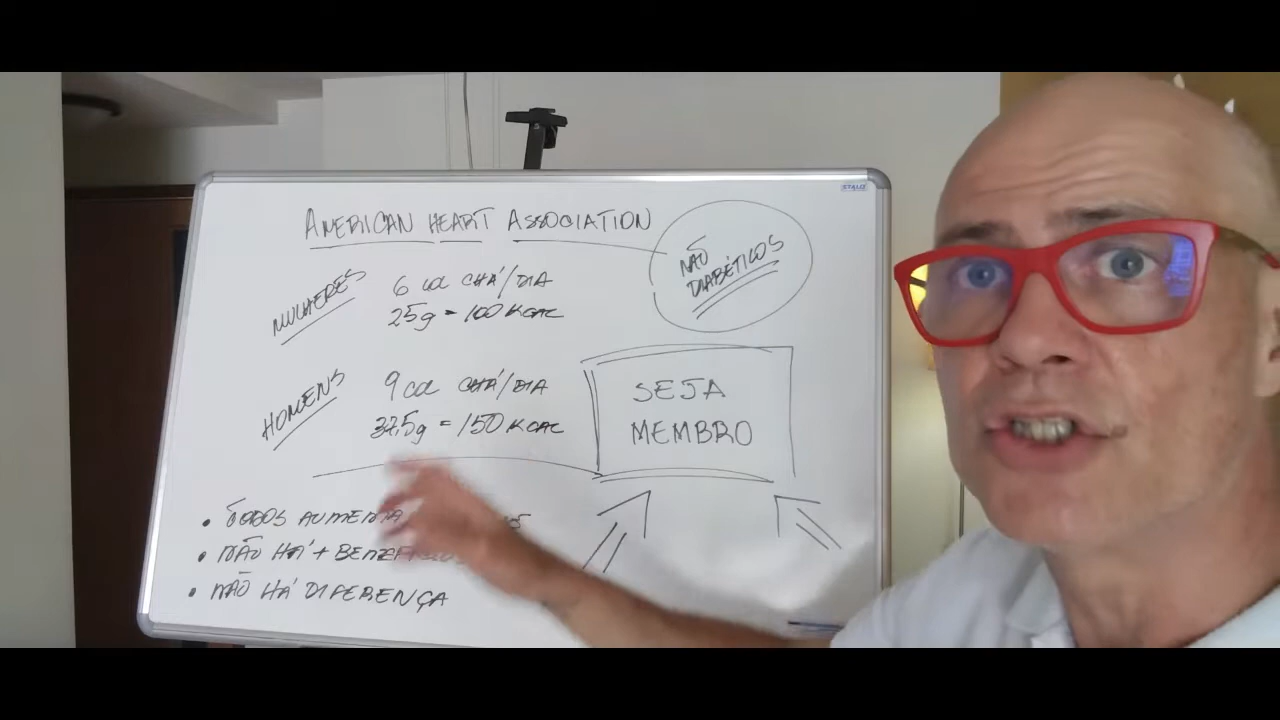 STALO
AMERICAN HEART ASSOCIATION
NÃO
DIABÉTICOS
MULHERES
6 COL CHÁ/DIA
25g = 100 KCAL
HOMENS
9 COL CHÁ/DIA
37,5g = 150 KCAL
SEJA
MEMBRO
• TODOS AUMENTA
• NÃO HÁ + BENEFÍCIOS
• NÃO HÁ DIFERENÇA